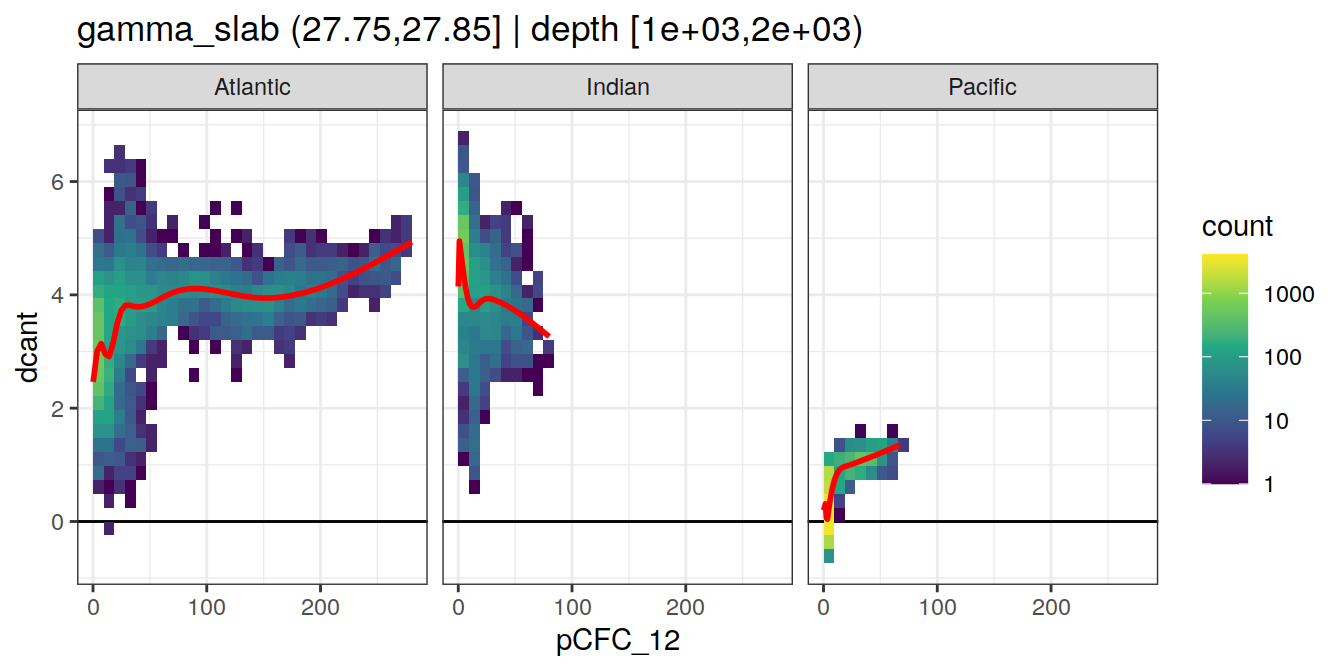 gamma_slab (27.75,27.85] | depth [1e+03,2e+03)
Atlantic
Indian
Pacific
dcant
6
4
2
0
0 100 200
0 100 200
0 100 200
pCFC_12
count
1000
100
10
1